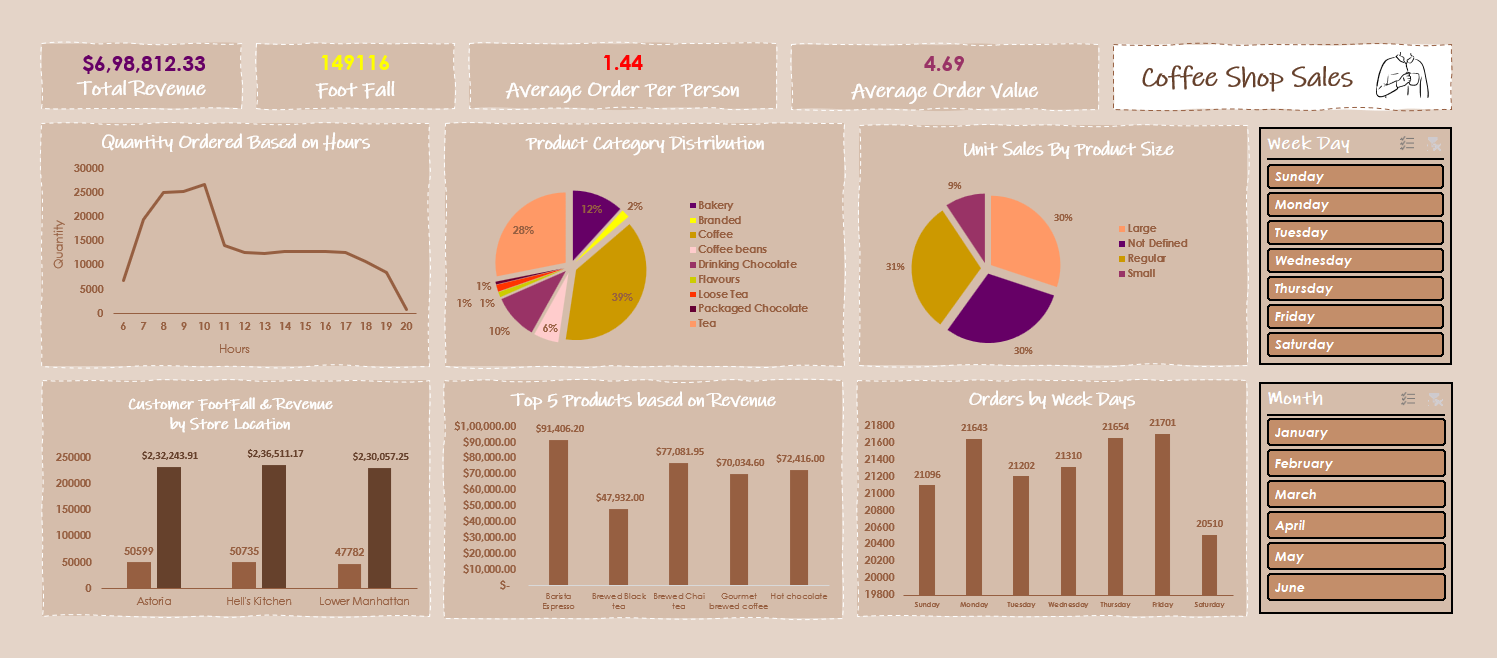 $6,98,812.33
Total Revenue
149116
Foot Fall
1.44
Average Order Per Person
4.69
Average Order Value
Coffee Shop Sales
Quantity Ordered Based on Hours
30000
25000
20000
15000
10000
5000
0
Quantity
6 7 8 9 10 11 12 13 14 15 16 17 18 19 20
Hours
Product Category Distribution
12%
2%
39%
6%
10%
1%
1%
1%
28%
Bakery
Branded
Coffee
Coffee beans
Drinking Chocolate
Flavours
Loose Tea
Packaged Chocolate
Tea
Unit Sales By Product Size
9%
30%
31%
30%
Large
Not Defined
Regular
Small
Week Day
Sunday
Monday
Tuesday
Wednesday
Thursday
Friday
Saturday
Customer FootFall & Revenue
by Store Location
250000
200000
150000
100000
50000
0
50599
$2,32,243.91
50735
$2,36,511.17
47782
$2,30,057.25
Astoria Hell's Kitchen Lower Manhattan
Top 5 Products based on Revenue
$1,00,000.00
$90,000.00
$80,000.00
$70,000.00
$60,000.00
$50,000.00
$40,000.00
$30,000.00
$20,000.00
$10,000.00
$-
$91,406.20
$47,932.00
$77,081.95
$70,034.60
$72,416.00
Barista
Espresso
Brewed Black
tea
Brewed Chai
tea
Gourmet
brewed coffee
Hot chocolate
Orders by Week Days
21800
21600
21400
21200
21000
20800
20600
20400
20200
20000
19800
21096
21643
21202
21310
21654
21701
20510
Sunday Monday Tuesday Wednesday Thursday Friday Saturday
Month
January
February
March
April
May
June